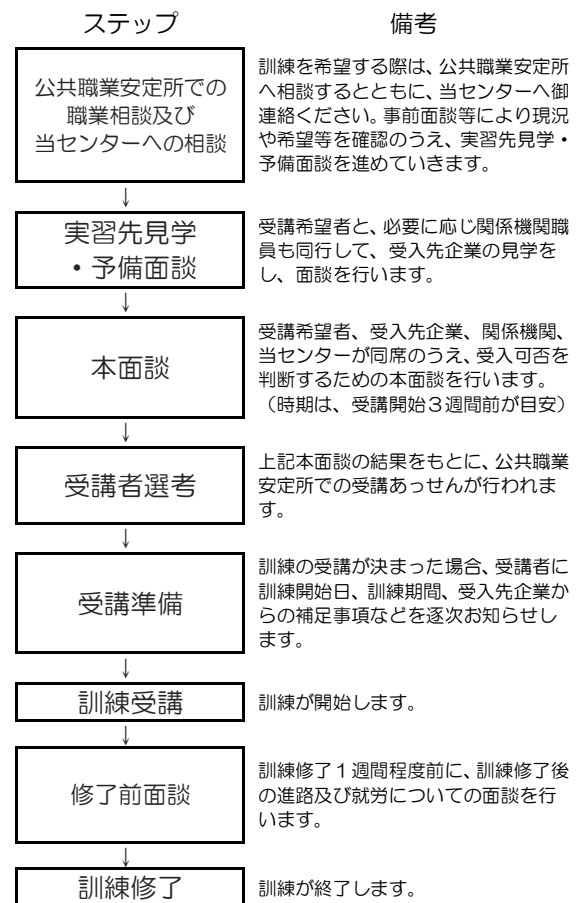 ステップ
備考
公共職業安定所での
職業相談及び
当センターへの相談
訓練を希望する際は、公共職業安定所
へ相談するとともに、当センターへ御
連絡ください。事前面談等により現況
や希望等を確認のうえ、実習先見学・
予備面談を進めていきます。
↓
実習先見学
・予備面談
受講希望者と、必要に応じ関係機関職
員も同行して、受入先企業の見学を
し、面談を行います。
↓
本面談
受講希望者、受入先企業、関係機関、
当センターが同席のうえ、受入可否を
判断するための本面談を行います。
（時期は、受講開始３週間前が目安）
↓
受講者選考
上記本面談の結果をもとに、公共職業
安定所での受講あっせんが行われま
す。
↓
受講準備
訓練の受講が決まった場合、受講者に
訓練開始日、訓練期間、受入先企業か
らの補足事項などを逐次お知らせし
ます。
↓
訓練受講
訓練が開始します。
↓
修了前面談
訓練修了１週間程度前に、訓練修了後
の進路及び就労についての面談を行
います。
↓
訓練修了
訓練が終了します。